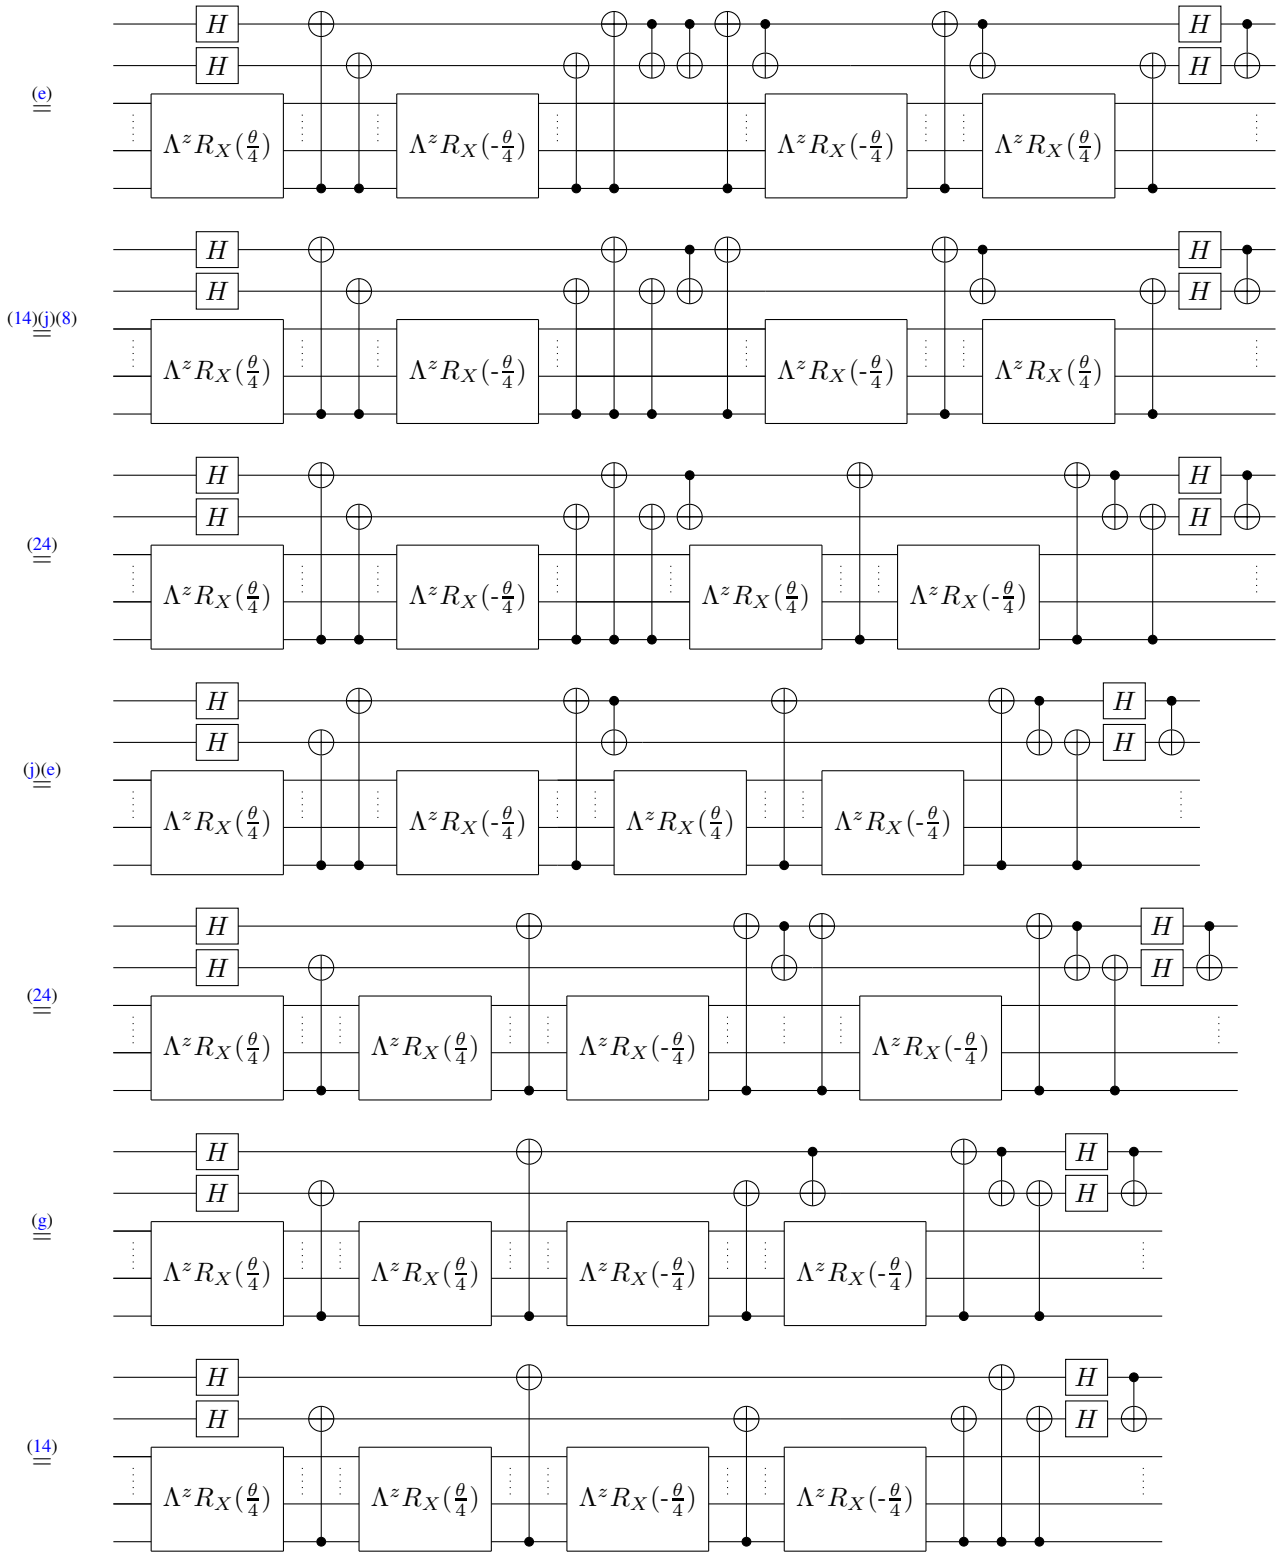 H H
H H
(e) =
Λ^z R_X(θ/4) Λ^z R_X(-θ/4) Λ^z R_X(-θ/4) Λ^z R_X(θ/4)
H H
H H
(14)(j)(8) =
Λ^z R_X(θ/4) Λ^z R_X(-θ/4) Λ^z R_X(-θ/4) Λ^z R_X(θ/4)
H H
H H
(24) =
Λ^z R_X(θ/4) Λ^z R_X(-θ/4) Λ^z R_X(θ/4) Λ^z R_X(-θ/4)
H H
H H
(j)(e) =
Λ^z R_X(θ/4) Λ^z R_X(-θ/4) Λ^z R_X(θ/4) Λ^z R_X(-θ/4)
H H
H H
(24) =
Λ^z R_X(θ/4) Λ^z R_X(θ/4) Λ^z R_X(-θ/4) Λ^z R_X(-θ/4)
H H
H H
(g) =
Λ^z R_X(θ/4) Λ^z R_X(θ/4) Λ^z R_X(-θ/4) Λ^z R_X(-θ/4)
H H
H H
(14) =
Λ^z R_X(θ/4) Λ^z R_X(θ/4) Λ^z R_X(-θ/4) Λ^z R_X(-θ/4)